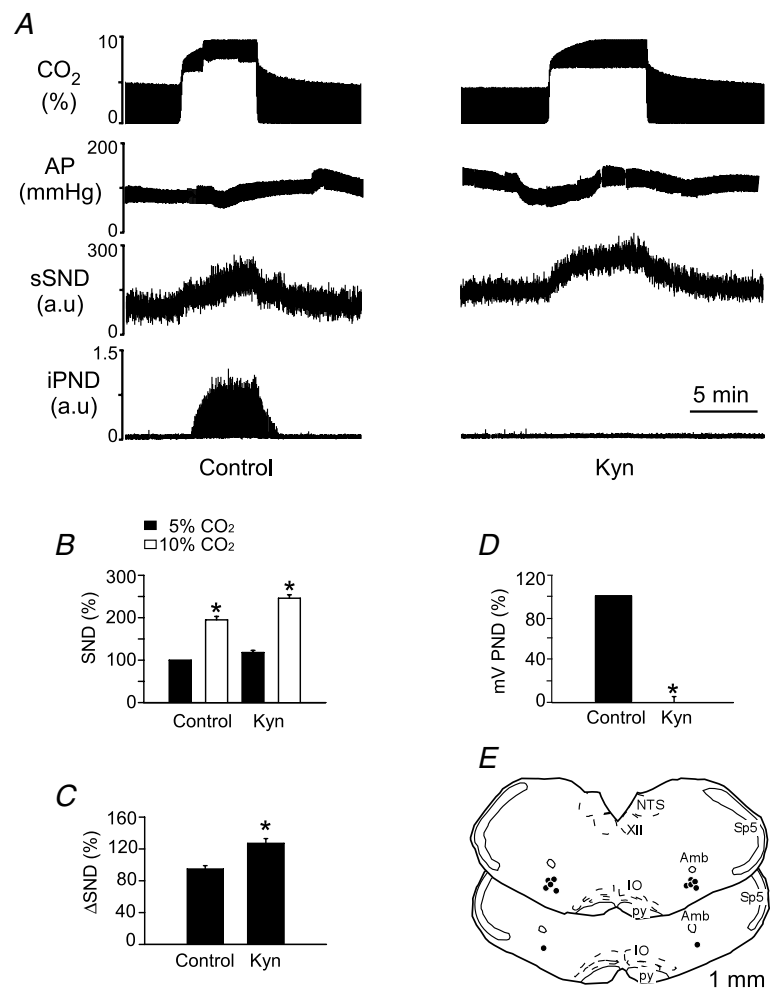 A
CO2 (%)
10
0
AP (mmHg)
200
0
sSND (a.u)
300
0
iPND (a.u)
1.5
0
5 min
Control
Kyn
B
5% CO2
10% CO2
SND (%)
300
200
100
0
*
*
Control
Kyn
C
ΔSND (%)
160
120
80
40
0
*
Control
Kyn
D
mV PND (%)
120
80
40
0
*
Control
Kyn
E
NTS
XII
Sp5
Amb
IO
py
Sp5
Amb
IO
py
1 mm